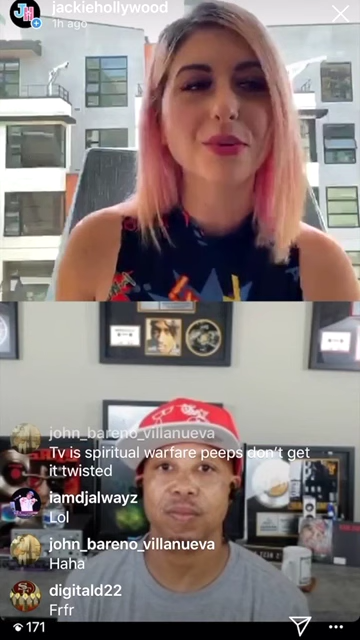 jackiehollywood
1h ago
john_bareno_villanueva
Tv is spiritual warfare peeps don't get
it twisted
iamdjalwayz
Lol
john_bareno_villanueva
Haha
digitald22
Frfr
171